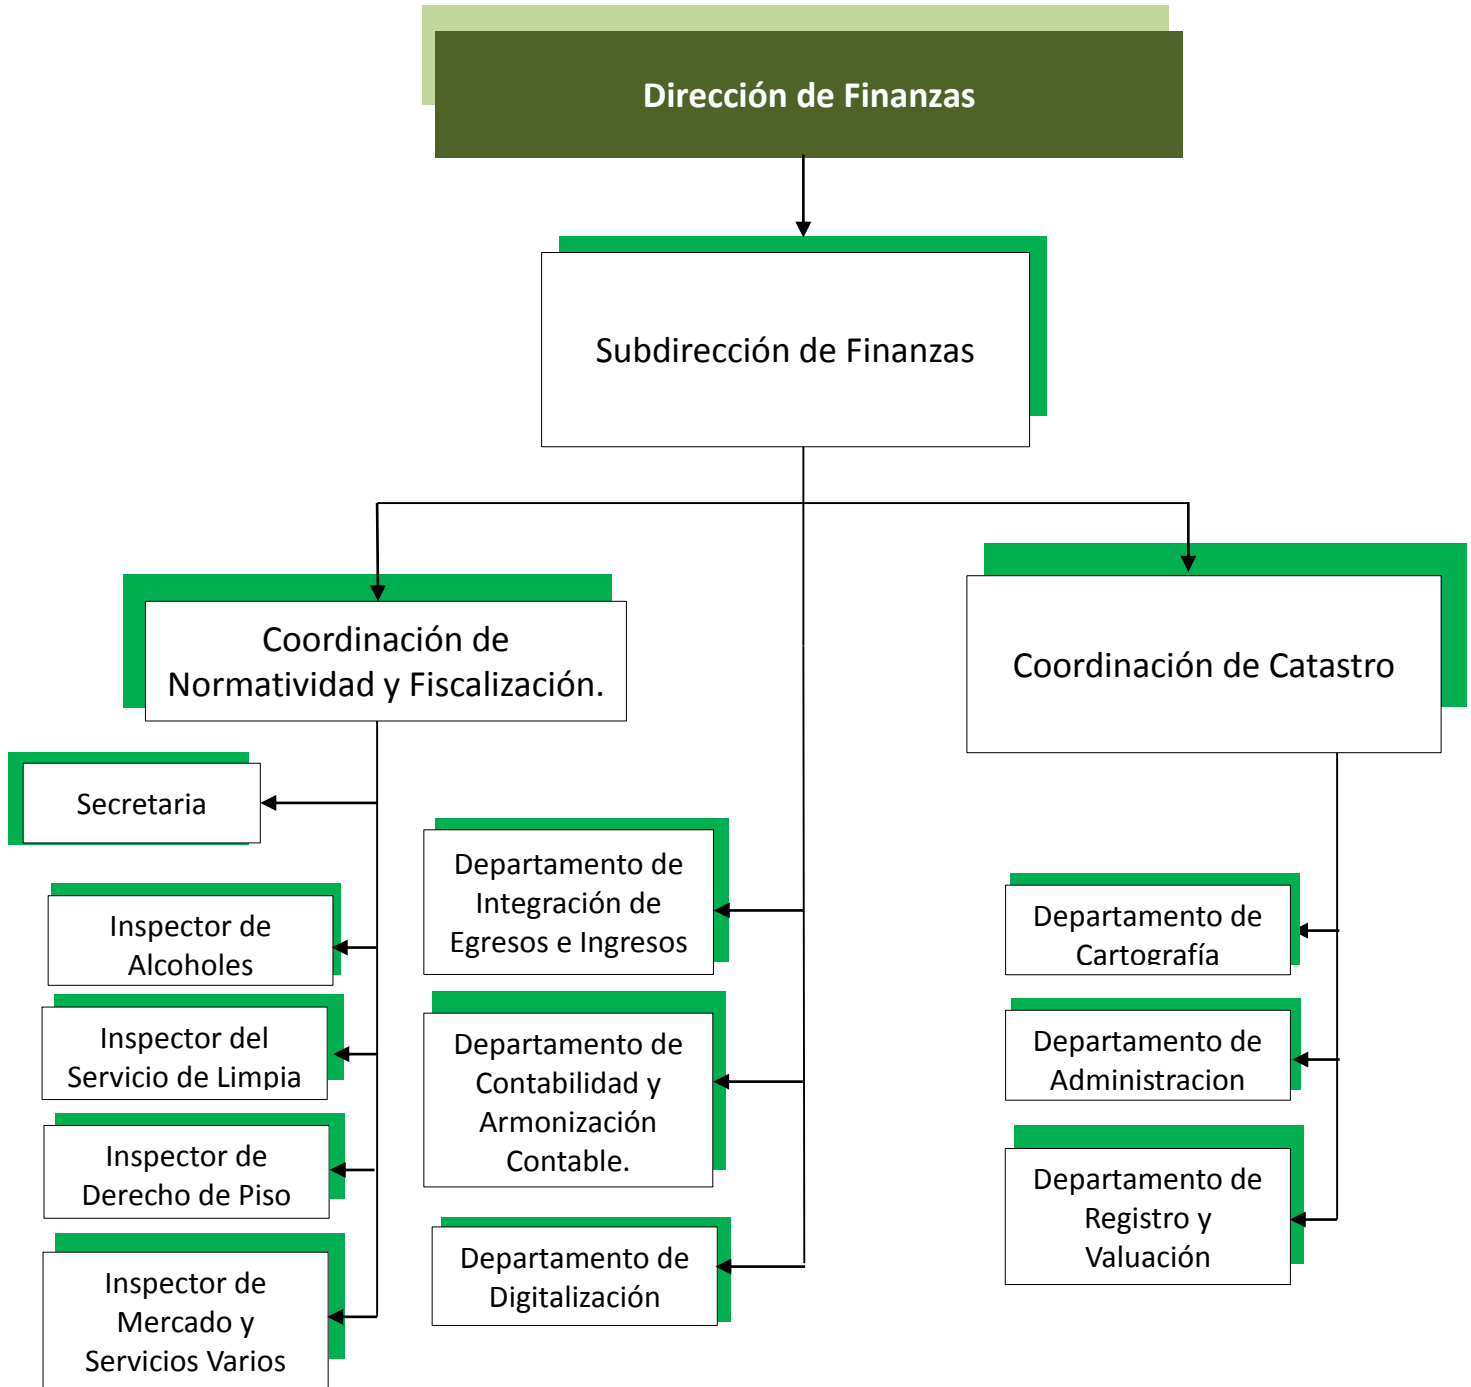 Dirección de Finanzas
Subdirección de Finanzas
Coordinación de
Normatividad y Fiscalización.
Coordinación de Catastro
Secretaria
Inspector de
Alcoholes
Inspector del
Servicio de Limpia
Inspector de
Derecho de Piso
Inspector de
Mercado y
Servicios Varios
Departamento de
Integración de
Egresos e Ingresos
Departamento de
Contabilidad y
Armonización
Contable.
Departamento de
Digitalización
Departamento de
Cartografía
Departamento de
Administracion
Departamento de
Registro y
Valuación